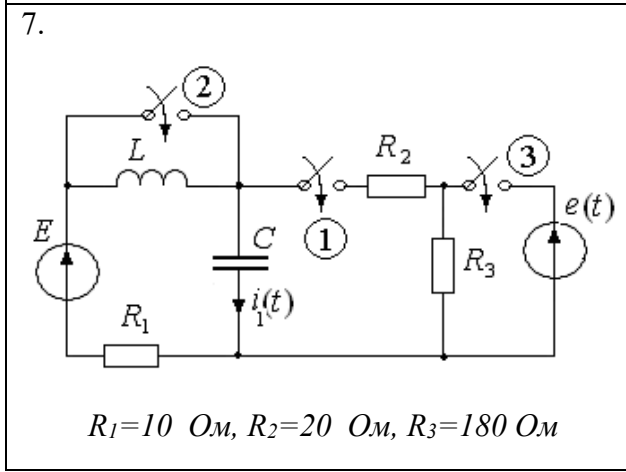 7.
2
L
R2
3
e(t)
E
C
1
R3
R1
i1(t)
R1=10 Ом, R2=20 Ом, R3=180 Ом